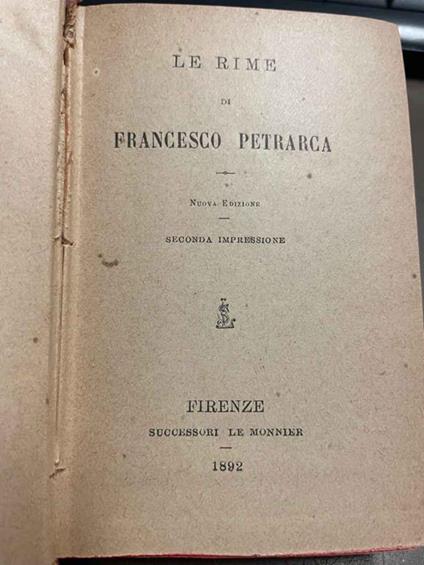 LE RIME
DI
FRANCESCO PETRARCA
NUOVA EDIZIONE
SECONDA IMPRESSIONE
FIRENZE
SUCCESSORI LE MONNIER
1892